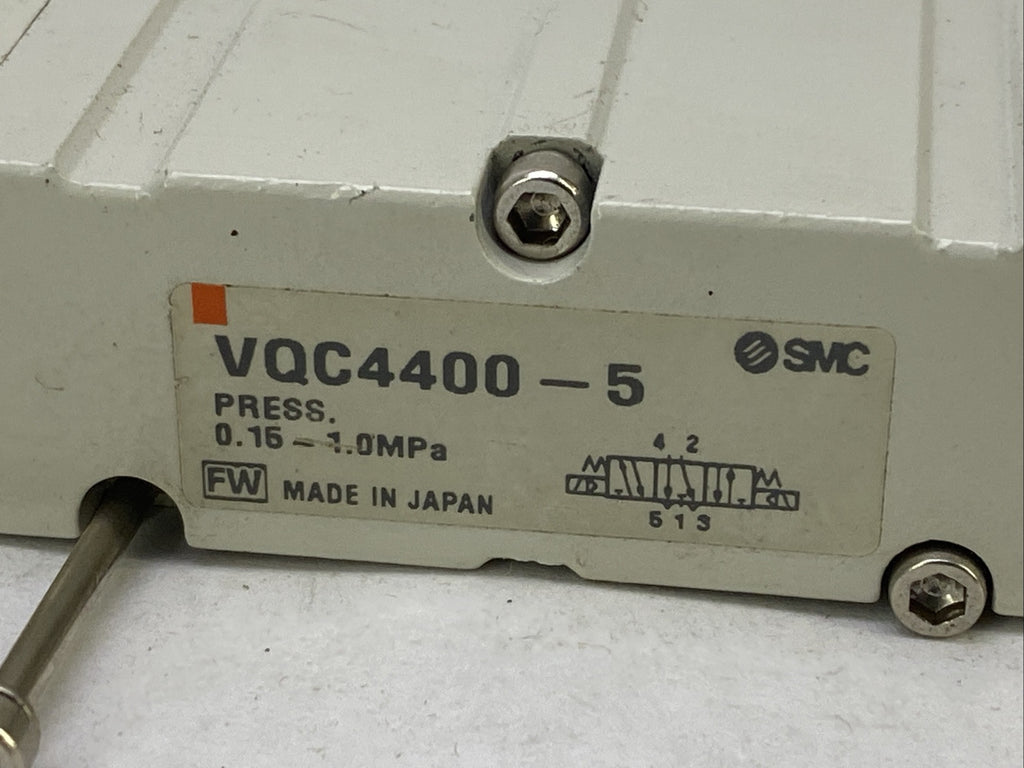 VQC4400-5
SMC
PRESS.
0.15-1.0MPa
FW MADE IN JAPAN
4 2
5 1 3